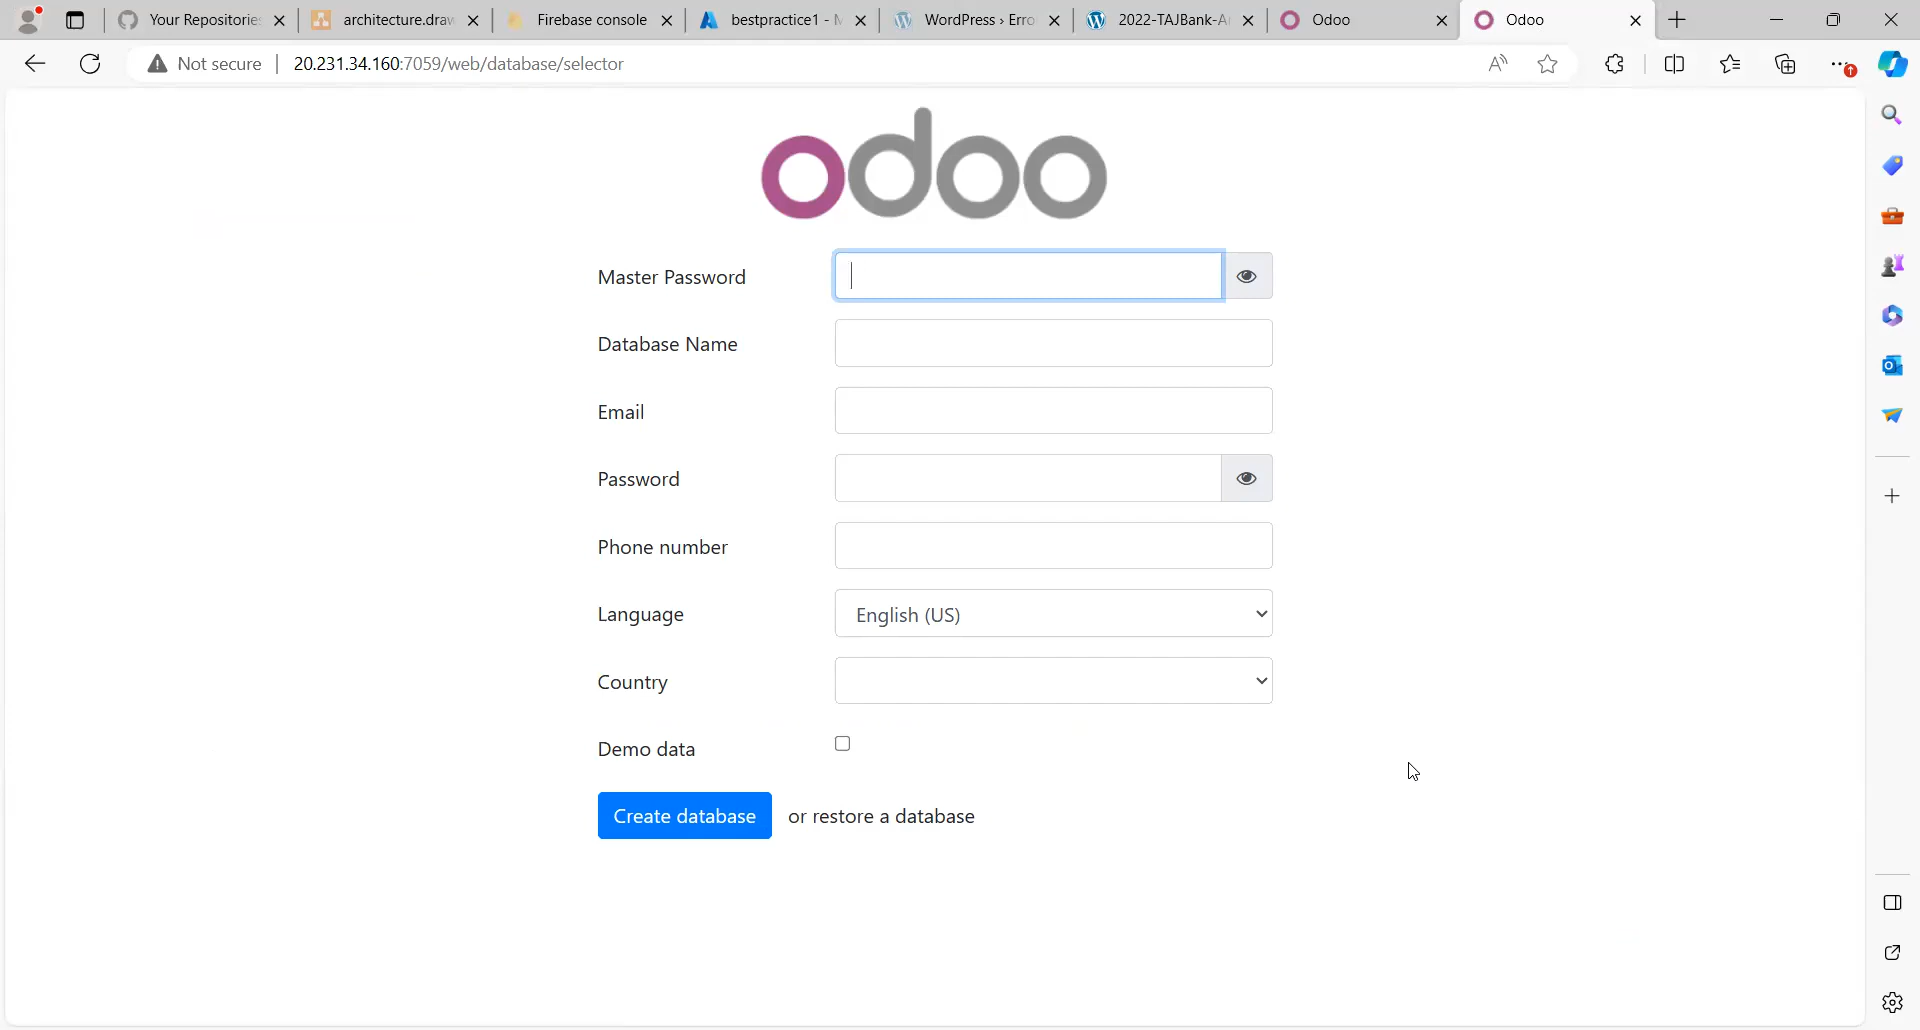 Your Repositories
architecture.draw
Firebase console
bestpractice1 - M
WordPress › Erro
2022-TAJBank-A
Odoo
Odoo
Not secure
20.231.34.160:7059/web/database/selector
odoo
Master Password
Database Name
Email
Password
Phone number
Language
English (US)
Country
Demo data
Create database or restore a database